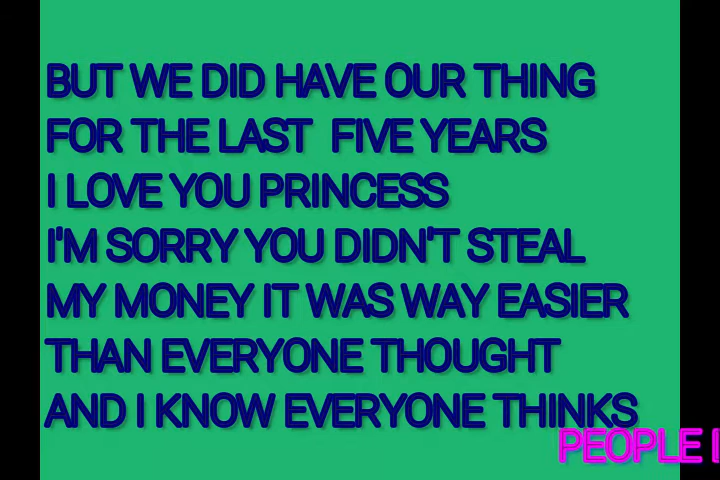 BUT WE DID HAVE OUR THING
FOR THE LAST FIVE YEARS
I LOVE YOU PRINCESS
I'M SORRY YOU DIDN'T STEAL
MY MONEY IT WAS WAY EASIER
THAN EVERYONE THOUGHT
AND I KNOW EVERYONE THINKS
PEOPLE